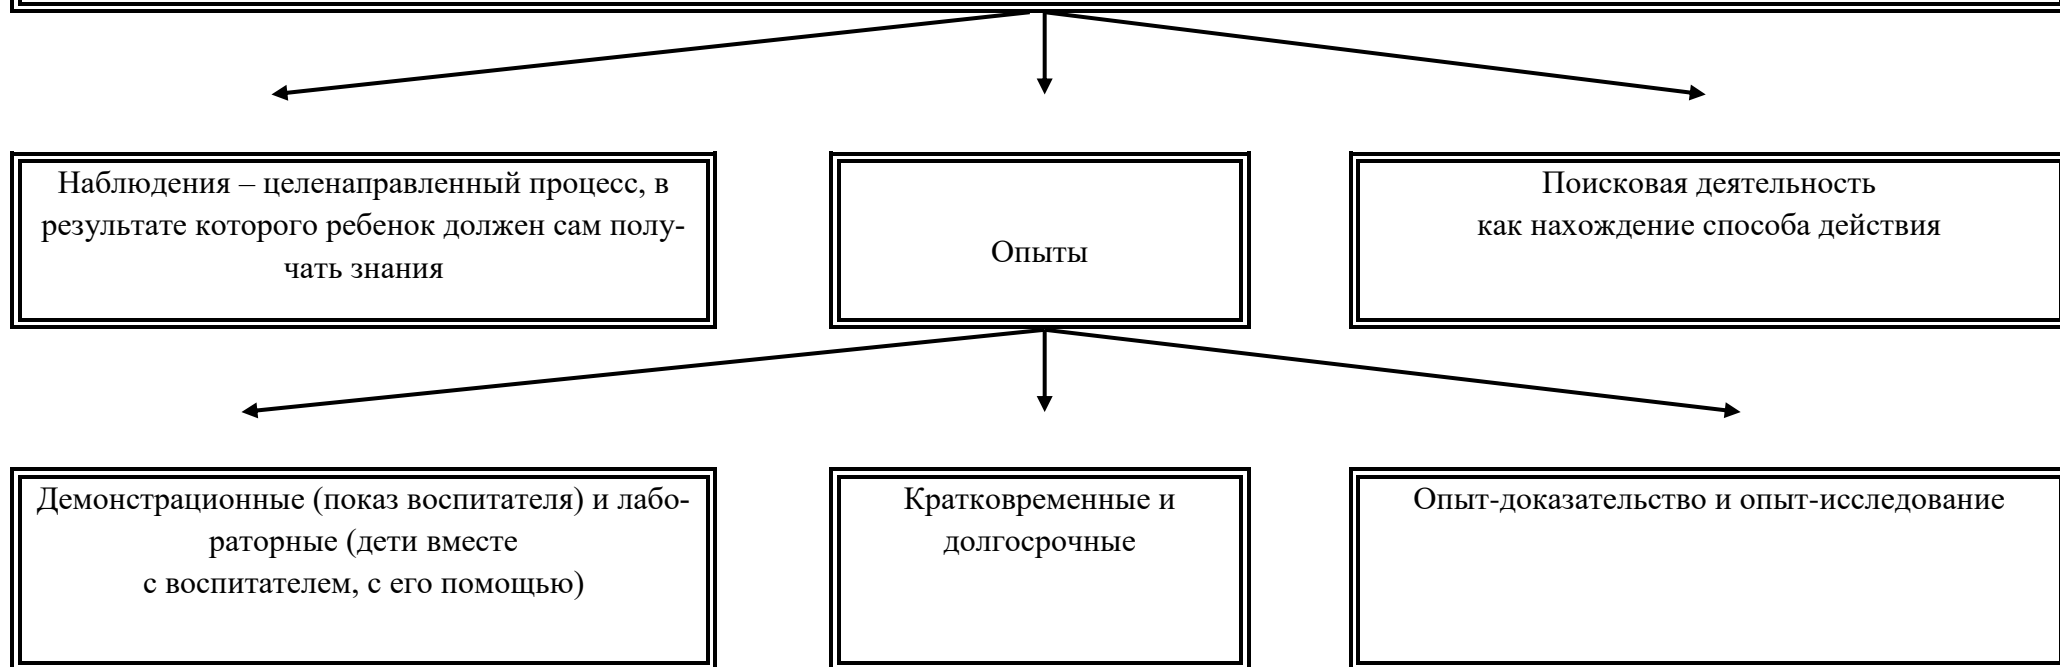 Наблюдения – целенаправленный процесс, в
результате которого ребенок должен сам полу-
чать знания
Опыты
Поисковая деятельность
как нахождение способа действия
Демонстрационные (показ воспитателя) и лабо-
раторные (дети вместе
с воспитателем, с его помощью)
Кратковременные и
долгосрочные
Опыт-доказательство и опыт-исследование